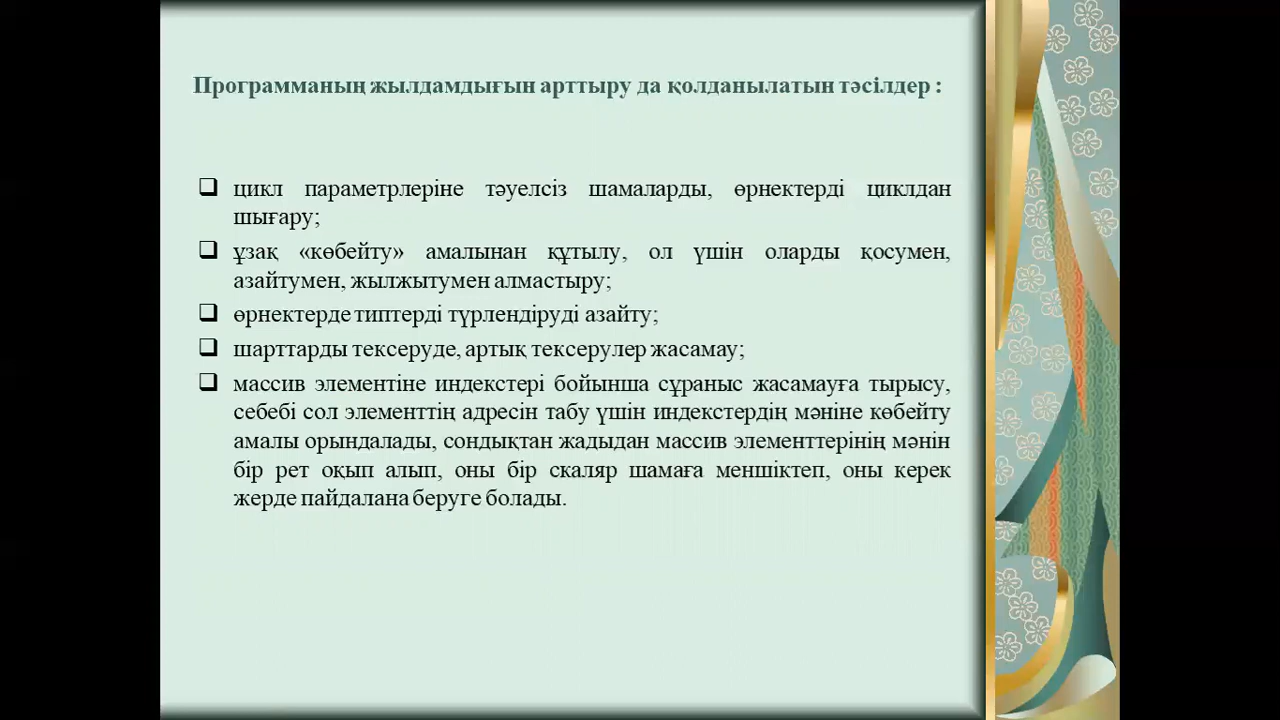 Программаның жылдамдығын арттыру да қолданылатын тәсілдер :
цикл параметрлеріне тәуелсіз шамаларды, өрнектерді циклдан
шығару;
ұзақ «көбейту» амалынан құтылу, ол үшін оларды қосумен,
азайтумен, жылжытумен алмастыру;
өрнектерде типтерді түрлендіруді азайту;
шарттарды тексеруде, артық тексерулер жасамау;
массив элементіне индекстері бойынша сұраныс жасамауға тырысу,
себебі сол элементтің адресін табу үшін индекстердің мәніне көбейту
амалы орындалады, сондықтан жадыдан массив элементтерінің мәнін
бір рет оқып алып, оны бір скаляр шамаға меншіктеп, оны керек
жерде пайдалана беруге болады.